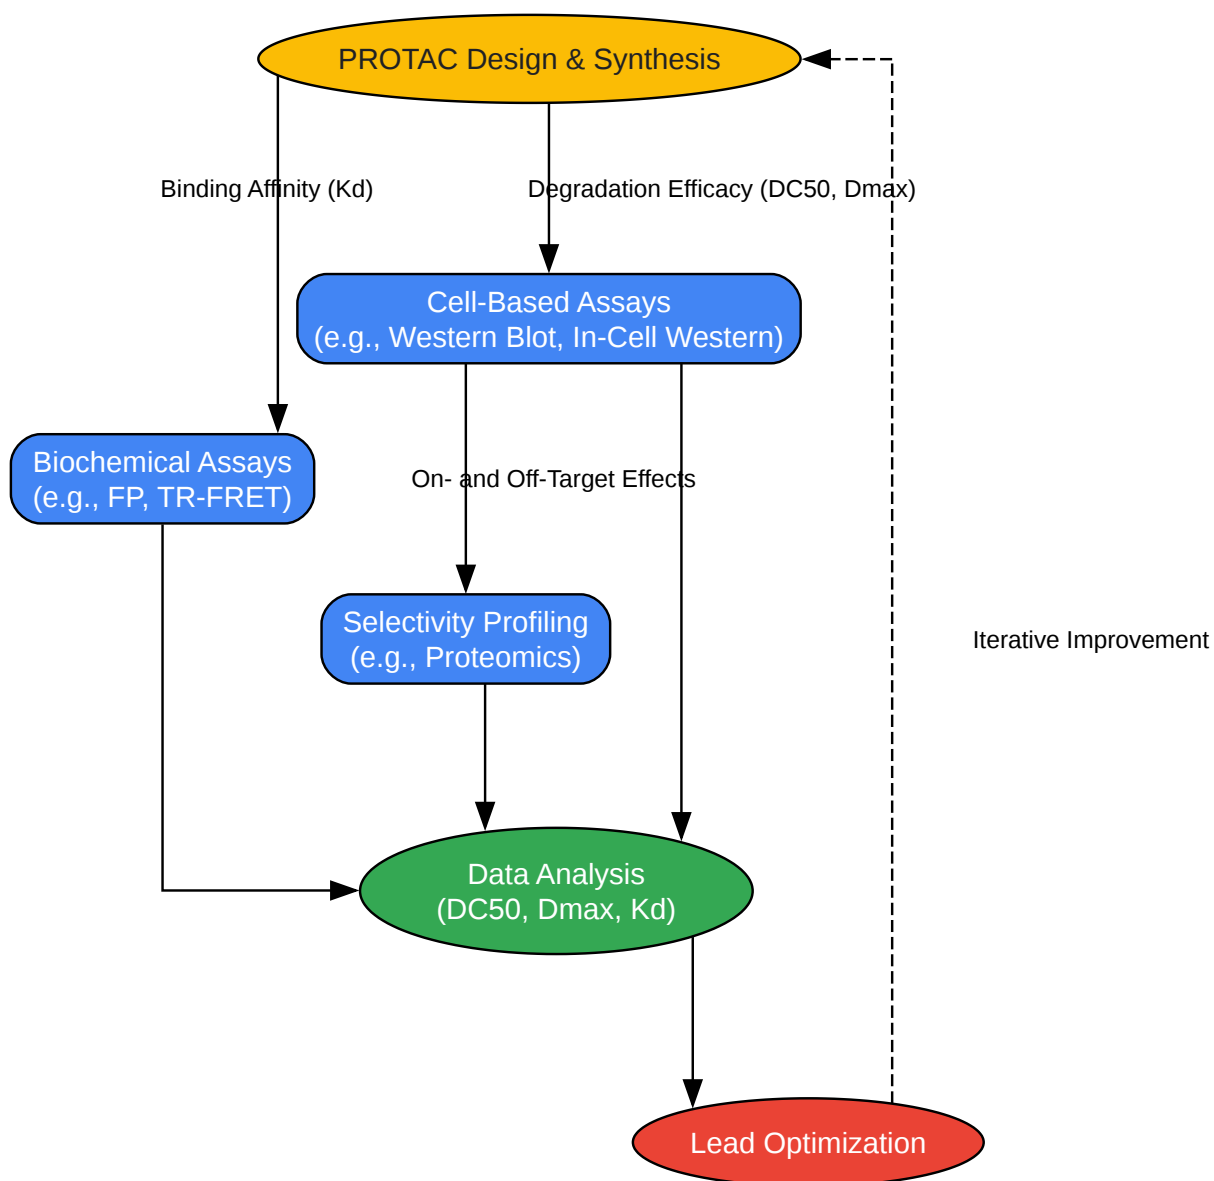 PROTAC Design & Synthesis
Binding Affinity (Kd)
Degradation Efficacy (DC50, Dmax)
Cell-Based Assays
(e.g., Western Blot, In-Cell Western)
Biochemical Assays
(e.g., FP, TR-FRET)
On- and Off-Target Effects
Selectivity Profiling
(e.g., Proteomics)
Iterative Improvement
Data Analysis
(DC50, Dmax, Kd)
Lead Optimization